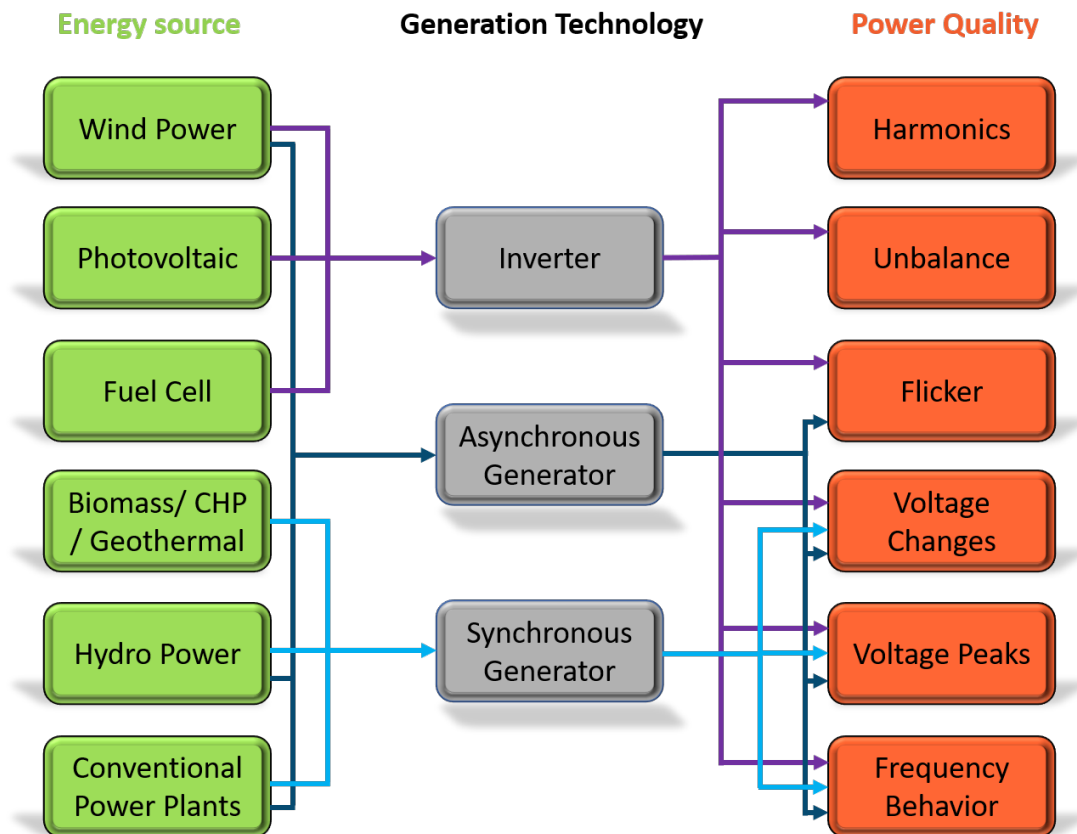 Energy source
Generation Technology
Power Quality
Wind Power
Photovoltaic
Fuel Cell
Biomass/ CHP
/ Geothermal
Hydro Power
Conventional
Power Plants
Inverter
Asynchronous
Generator
Synchronous
Generator
Harmonics
Unbalance
Flicker
Voltage
Changes
Voltage Peaks
Frequency
Behavior